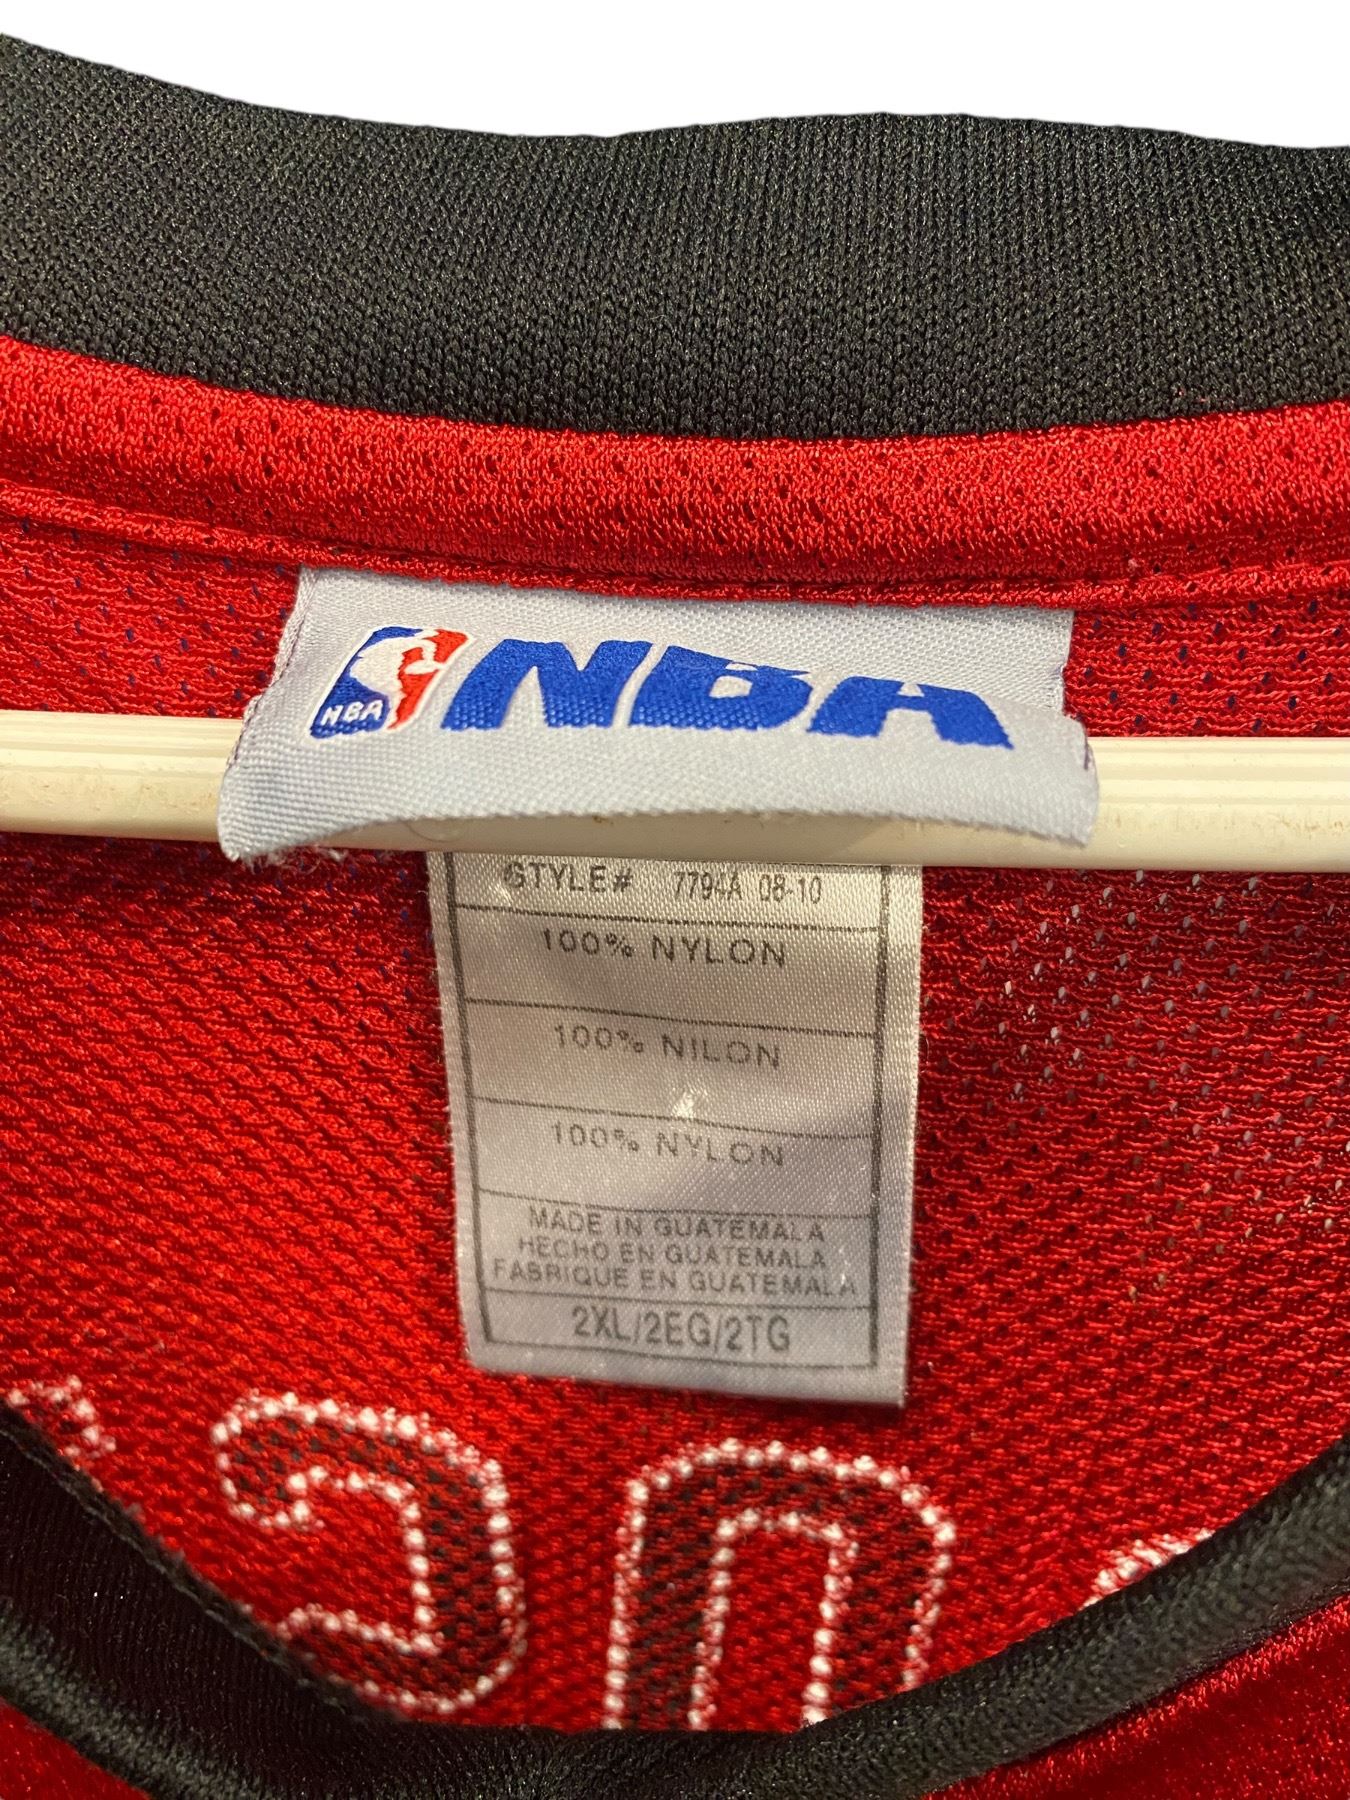 NBA NBA
STYLE# 7794A 08-10
100% NYLON
100% NILON
100% NYLON
MADE IN GUATEMALA
HECHO EN GUATEMALA
FABRIQUE EN GUATEMALA
2XL/2EG/2TG